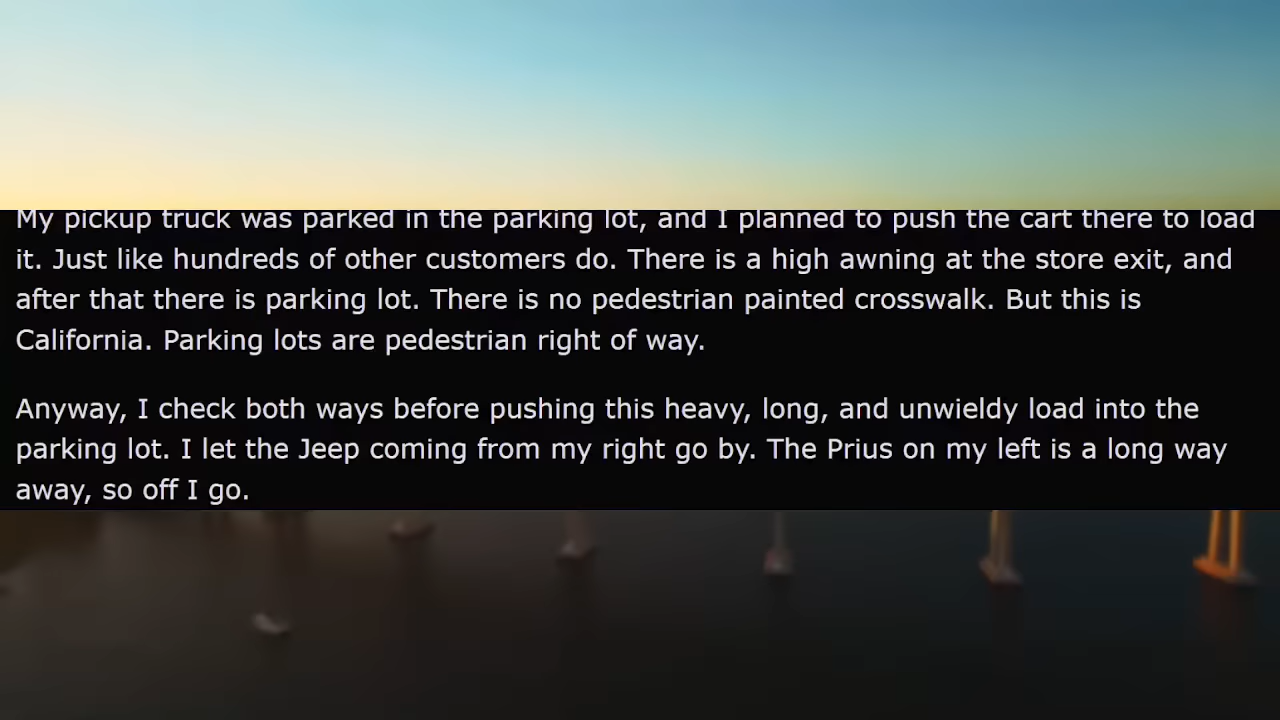 My pickup truck was parked in the parking lot, and I planned to push the cart there to load
it. Just like hundreds of other customers do. There is a high awning at the store exit, and
after that there is parking lot. There is no pedestrian painted crosswalk. But this is
California. Parking lots are pedestrian right of way.
Anyway, I check both ways before pushing this heavy, long, and unwieldy load into the
parking lot. I let the Jeep coming from my right go by. The Prius on my left is a long way
away, so off I go.